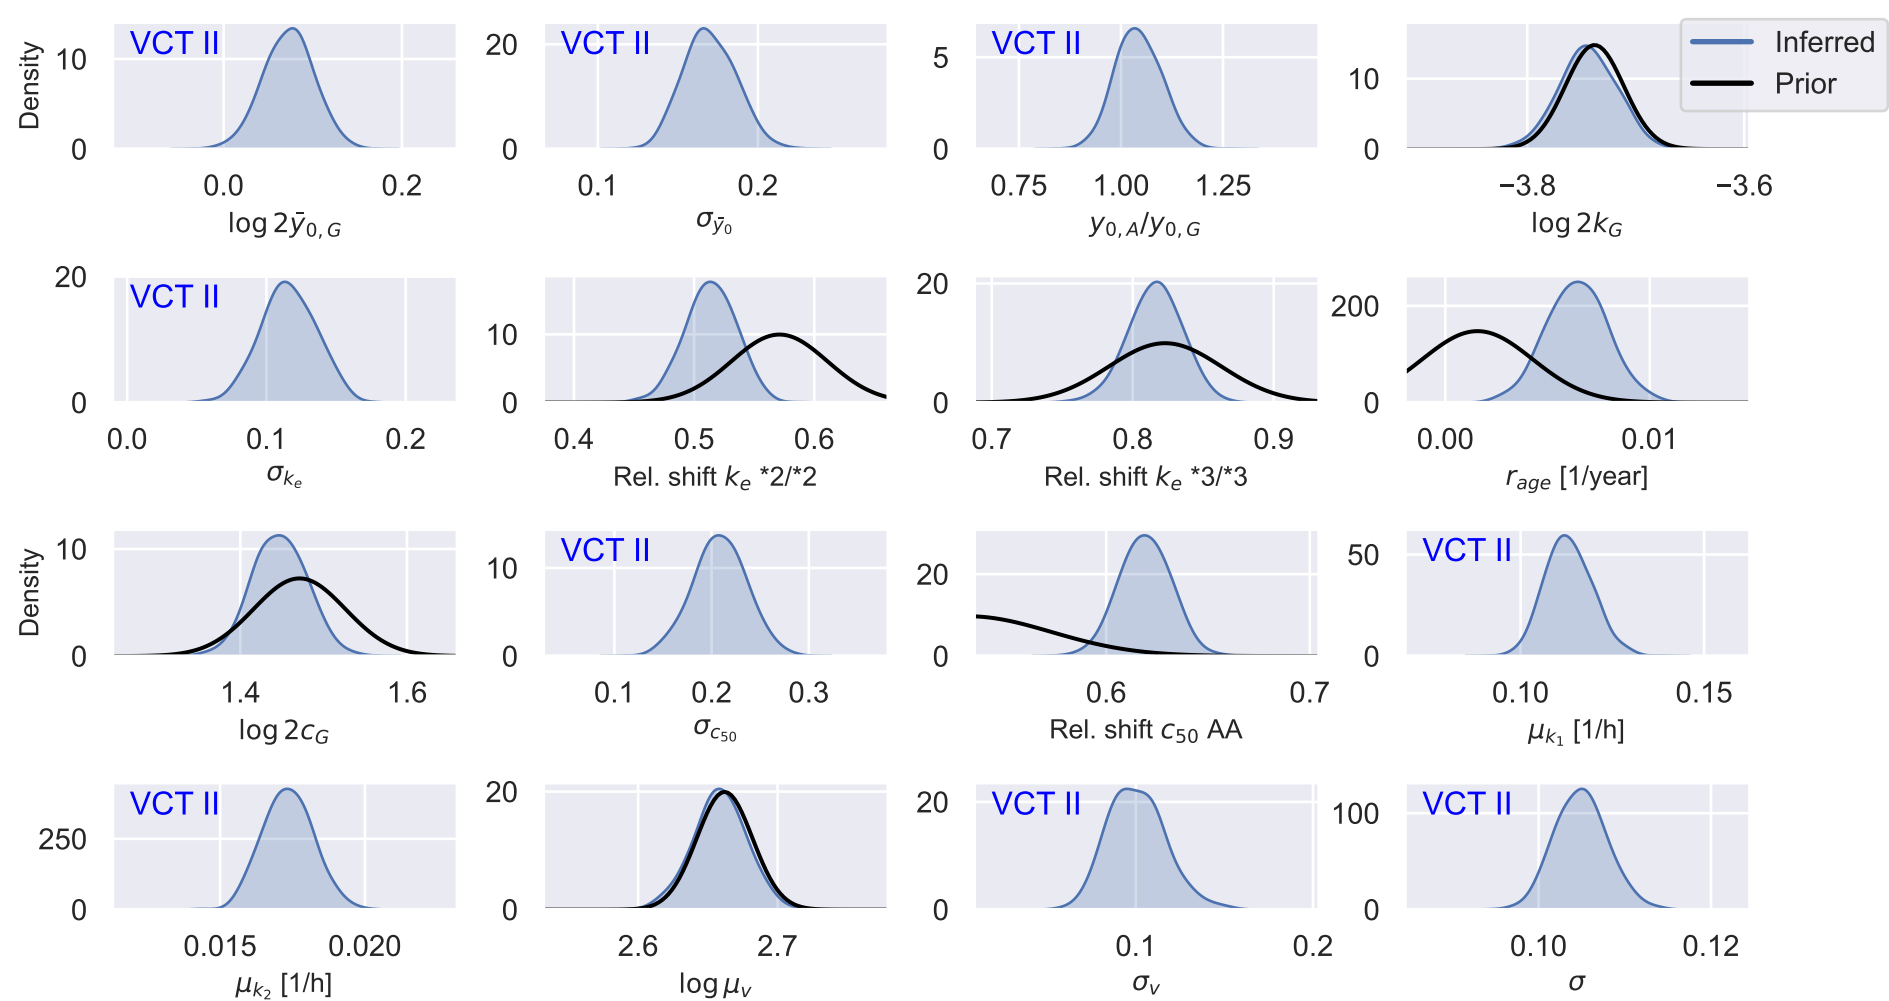 VCT II VCT II VCT II Inferred
Prior
Density 10 0 20 0 5 0 10 0
0.0 0.2 0.1 0.2 0.75 1.00 1.25 −3.8 −3.6
log 2ȳ₀,G σȳ₀ y₀,A/y₀,G log 2k_G
VCT II
20 0 10 0 20 0 200 0
0.0 0.1 0.2 0.4 0.5 0.6 0.7 0.8 0.9 0.00 0.01
σ_kₑ Rel. shift kₑ *2/*2 Rel. shift kₑ *3/*3 r_age [1/year]
VCT II VCT II
Density 10 0 10 0 20 0 50 0
1.4 1.6 0.1 0.2 0.3 0.6 0.7 0.10 0.15
log 2c_G σ_c₅₀ Rel. shift c₅₀ AA μ_k₁ [1/h]
VCT II VCT II VCT II
250 0 20 0 20 0 100 0
0.015 0.020 2.6 2.7 0.1 0.2 0.10 0.12
μ_k₂ [1/h] log μᵥ σᵥ σ